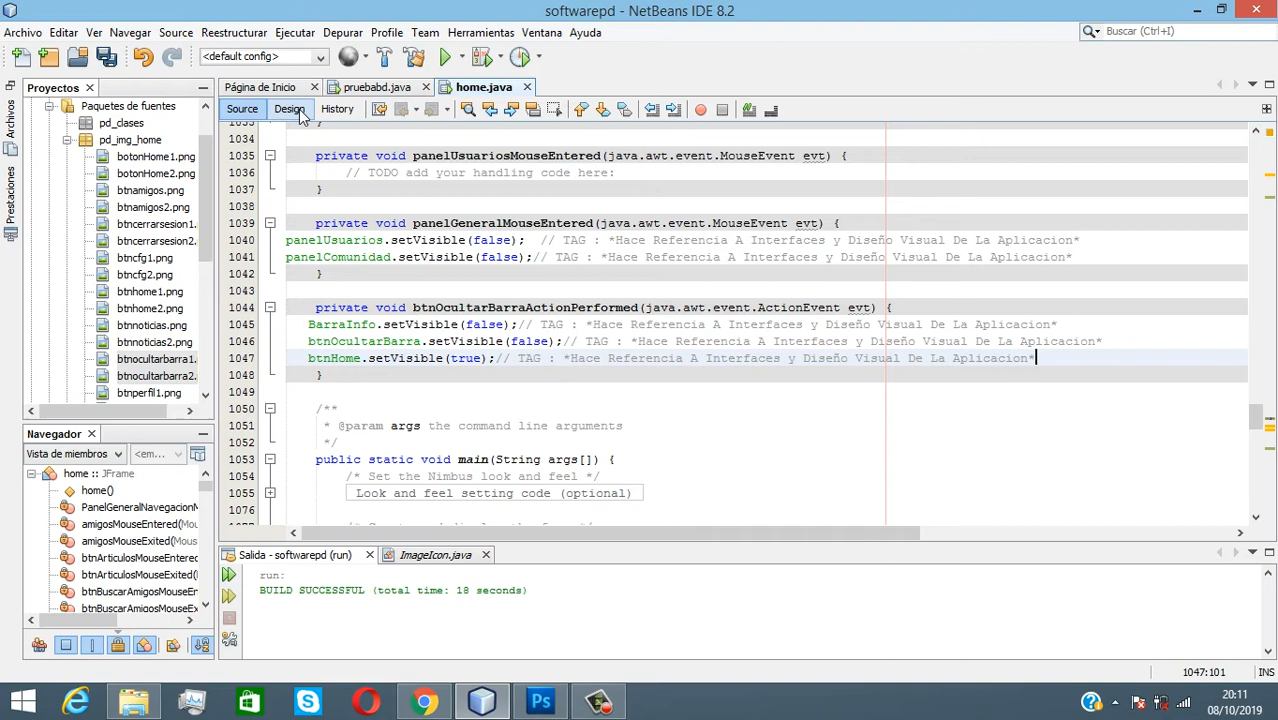 softwarepd - NetBeans IDE 8.2
Archivo Editar Ver Navegar Source Reestructurar Ejecutar Depurar Profile Team Herramientas Ventana Ayuda
Buscar (Ctrl+I)
<default config>
Proyectos
Página de Inicio pruebabd.java home.java
Source Design History
Archivos
Prestaciones
Paquetes de fuentes
pd_clases
pd_img_home
botonHome1.png
botonHome2.png
btnamigos.png
btnamigos2.png
btncerrarsesion1.
btncerrarsesion2.
btncfg1.png
btncfg2.png
btnhome1.png
btnhome2.png
btnnoticias.png
btnnoticias2.png
btnocultarbarra1.
btnocultarbarra2.
btnperfil1.png
1033 }
1034
1035 private void panelUsuariosMouseEntered(java.awt.event.MouseEvent evt) {
1036 // TODO add your handling code here:
1037 }
1038
1039 private void panelGeneralMouseEntered(java.awt.event.MouseEvent evt) {
1040 panelUsuarios.setVisible(false); // TAG : *Hace Referencia A Interfaces y Diseño Visual De La Aplicacion*
1041 panelComunidad.setVisible(false);// TAG : *Hace Referencia A Interfaces y Diseño Visual De La Aplicacion*
1042 }
1043
1044 private void btnOcultarBarraActionPerformed(java.awt.event.ActionEvent evt) {
1045 BarraInfo.setVisible(false);// TAG : *Hace Referencia A Interfaces y Diseño Visual De La Aplicacion*
1046 btnOcultarBarra.setVisible(false);// TAG : *Hace Referencia A Interfaces y Diseño Visual De La Aplicacion*
1047 btnHome.setVisible(true);// TAG : *Hace Referencia A Interfaces y Diseño Visual De La Aplicacion*
1048 }
1049
1050 /**
1051 * @param args the command line arguments
1052 */
1053 public static void main(String args[]) {
1054 /* Set the Nimbus look and feel */
1055 Look and feel setting code (optional)
1076
Navegador
Vista de miembros <em...
home :: JFrame
home()
PanelGeneralNavegacionM
amigosMouseEntered(Mo
amigosMouseExited(Mous
btnArticulosMouseEntered
btnArticulosMouseExited(
btnBuscarAmigosMouseEn
btnBuscarAmigosMouseEx
Salida - softwarepd (run) ImageIcon.java
run:
BUILD SUCCESSFUL (total time: 18 seconds)
1047:101 INS
20:11
08/10/2019